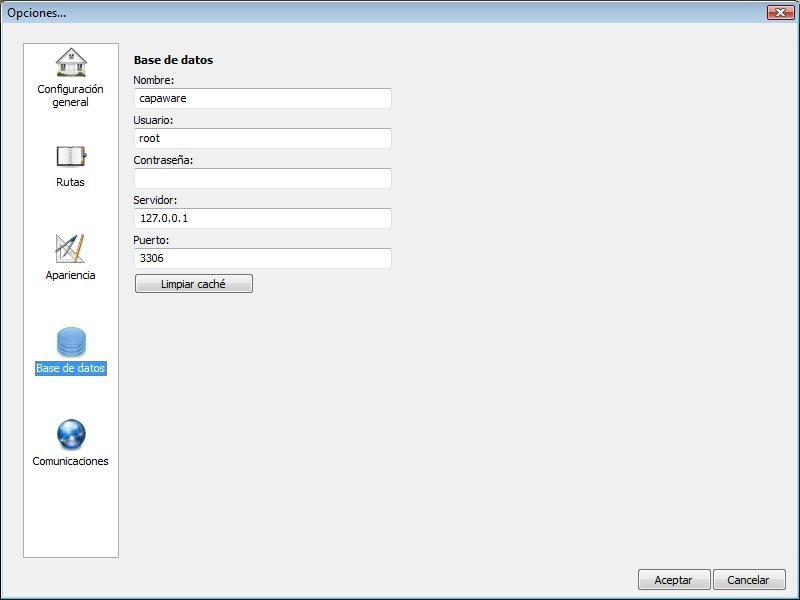 Opciones...
Configuración
general
Rutas
Apariencia
Base de datos
Comunicaciones
Base de datos
Nombre:
capaware
Usuario:
root
Contraseña:
Servidor:
127.0.0.1
Puerto:
3306
Limpiar caché
Aceptar
Cancelar